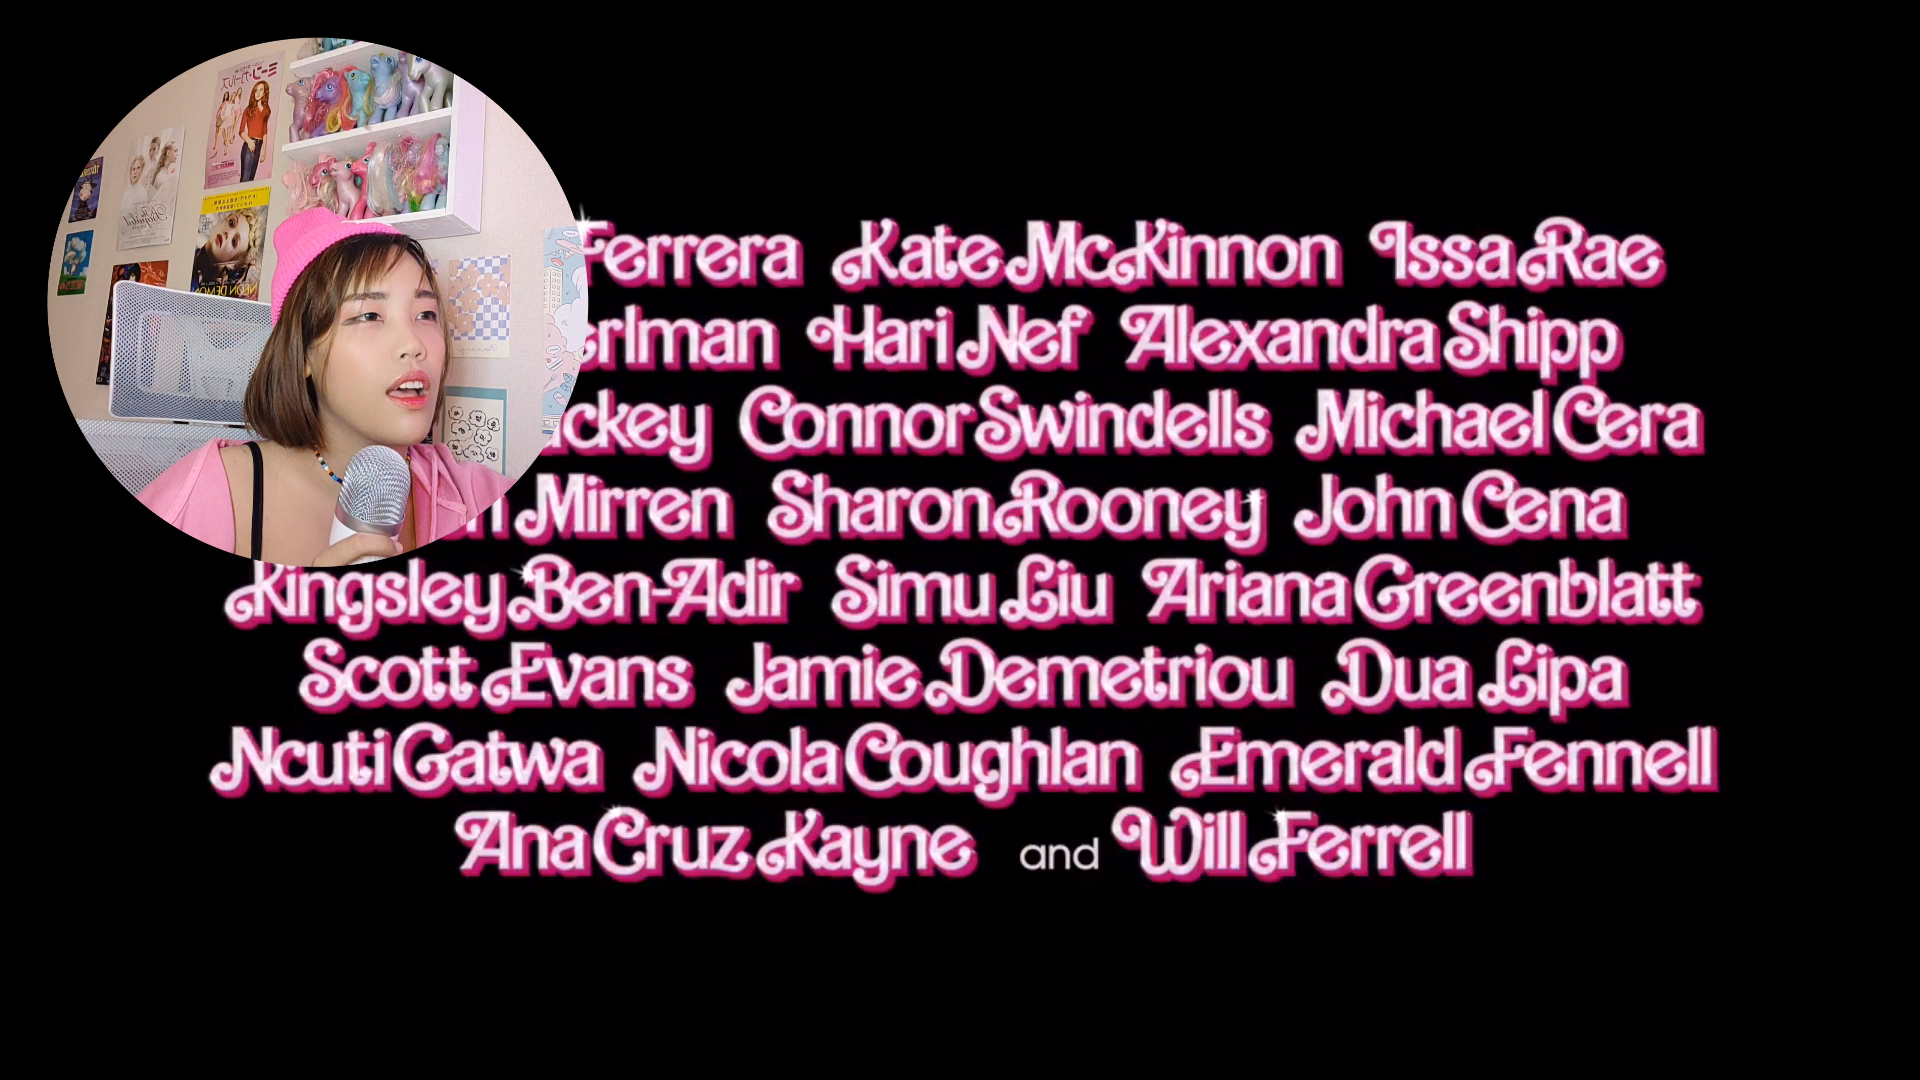 Ferrera Kate McKinnon Issa Rae
Hari Nef Alexandra Shipp
Connor Swindells Michael Cera
Mirren Sharon Rooney John Cena
Kingsley Ben-Adir Simu Liu Ariana Greenblatt
Scott Evans Jamie Demetriou Dua Lipa
Ncuti Gatwa Nicola Coughlan Emerald Fennell
Ana Cruz Kayne and Will Ferrell
NEON DEMON